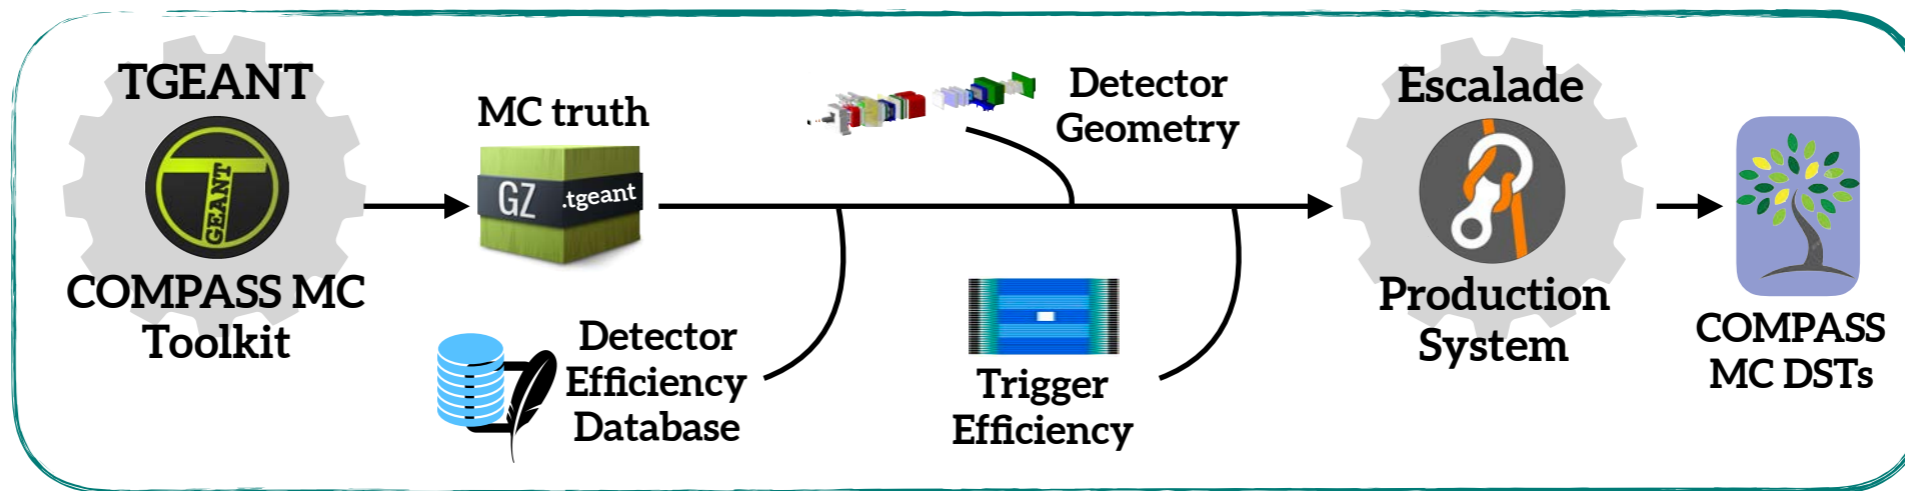 TGEANT
T
GEANT
COMPASS MC
Toolkit
MC truth
GZ
.tgeant
Detector
Efficiency
Database
Detector
Geometry
Trigger
Efficiency
Escalade
Production
System
COMPASS
MC DSTs